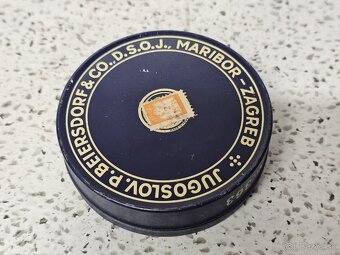 JUGOSLOV. P. BEIERSDORF & CO., D.S.O.J., MARIBOR - ZAGREB